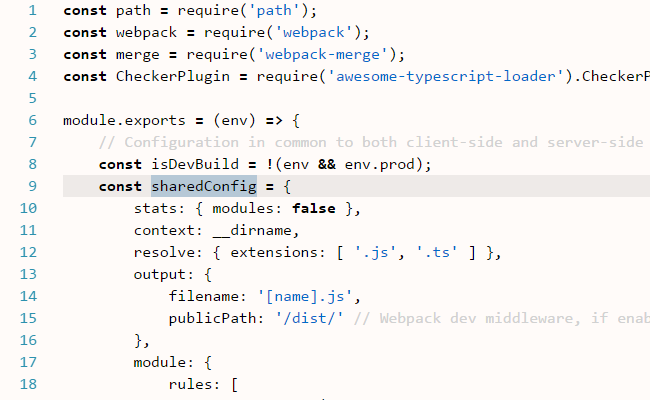 1 const path = require('path');
2 const webpack = require('webpack');
3 const merge = require('webpack-merge');
4 const CheckerPlugin = require('awesome-typescript-loader').CheckerP
5
6 module.exports = (env) => {
7 // Configuration in common to both client-side and server-side
8 const isDevBuild = !(env && env.prod);
9 const sharedConfig = {
10 stats: { modules: false },
11 context: __dirname,
12 resolve: { extensions: [ '.js', '.ts' ] },
13 output: {
14 filename: '[name].js',
15 publicPath: '/dist/' // Webpack dev middleware, if enab
16 },
17 module: {
18 rules: [